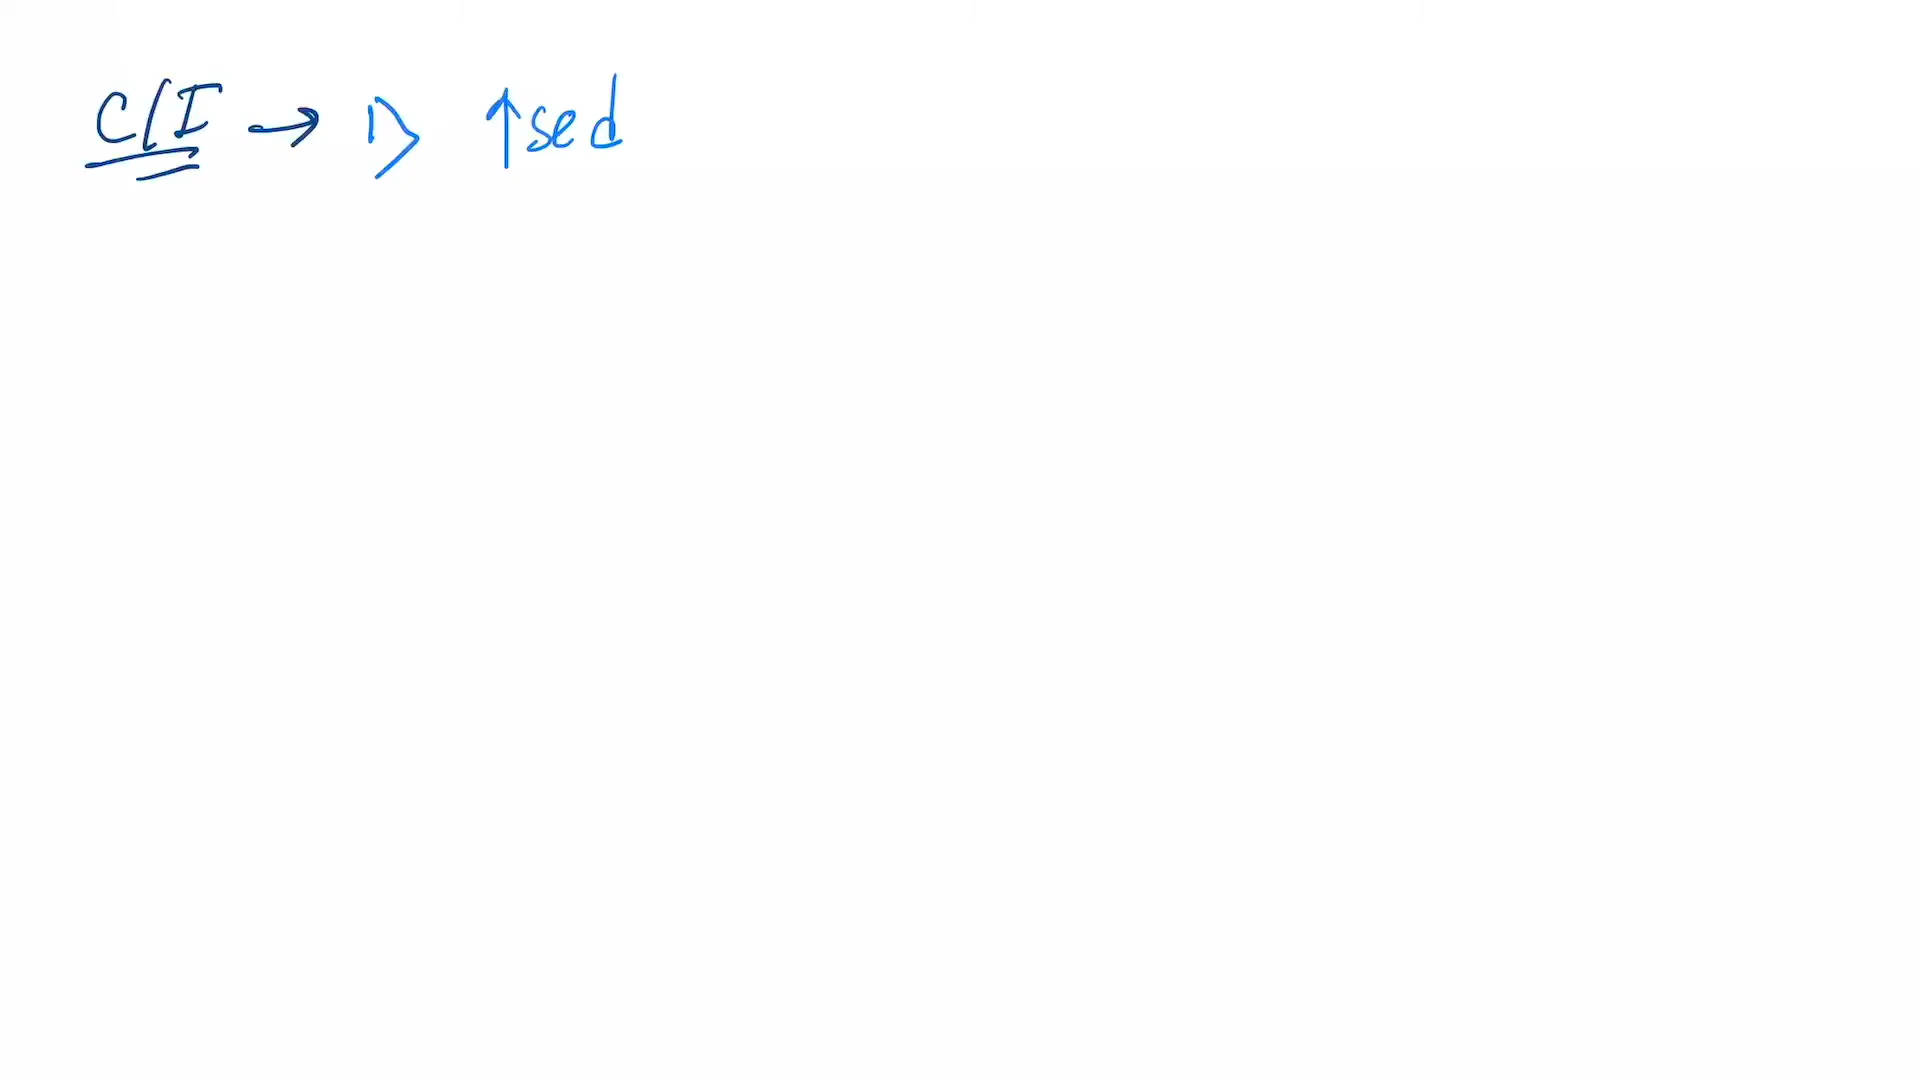 C/I → 1> ↑sed